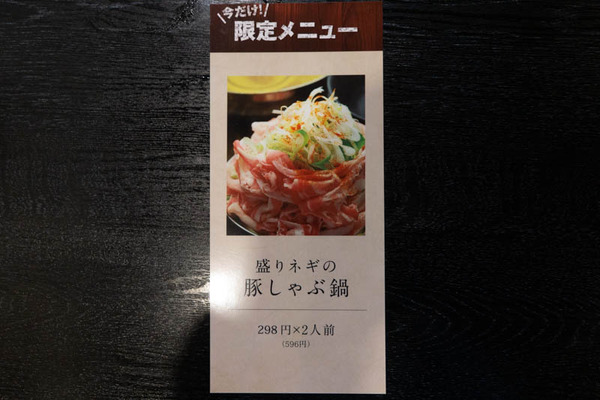 \今だけ!/
限定メニュー
盛りネギの
豚しゃぶ鍋
298円×2人前
(596円)